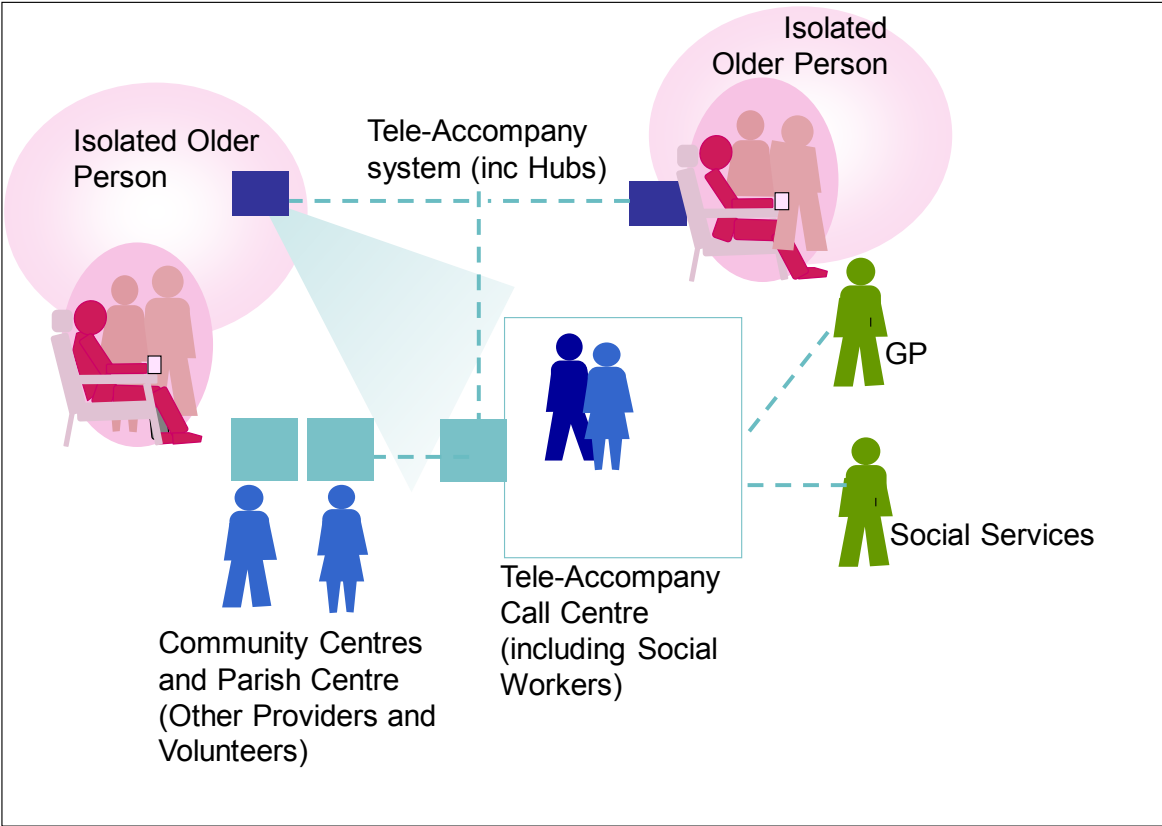 Isolated
Older Person
Isolated Older
Person
Tele-Accompany
system (inc Hubs)
GP
Social Services
Tele-Accompany
Call Centre
(including Social
Workers)
Community Centres
and Parish Centre
(Other Providers and
Volunteers)